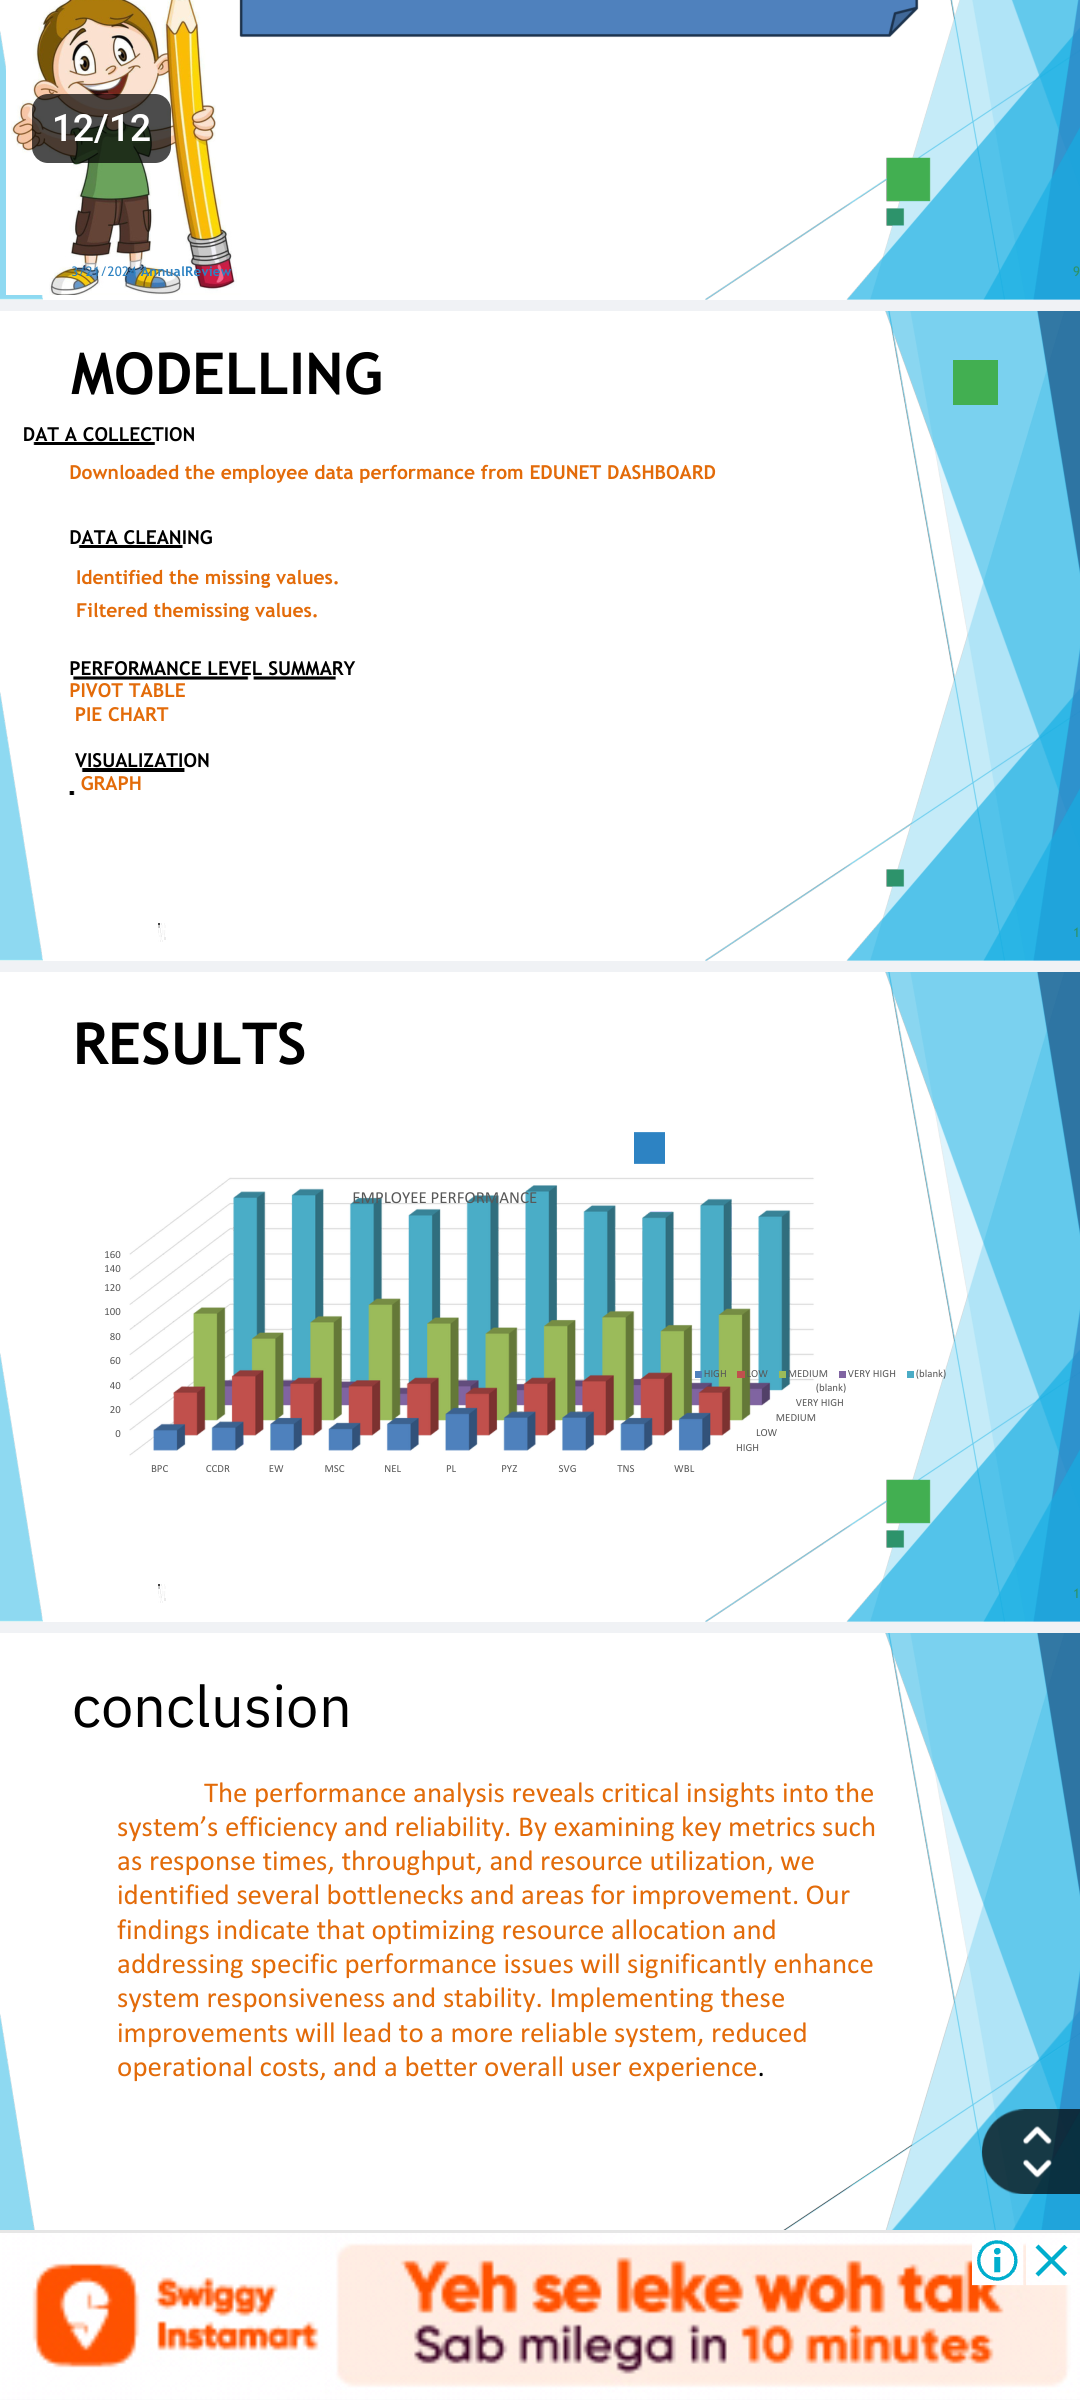 12/12
AnnualReview
MODELLING
DAT A COLLECTION
Downloaded the employee data performance from EDUNET DASHBOARD
DATA CLEANING
Identified the missing values.
Filtered themissing values.
PERFORMANCE LEVEL SUMMARY
PIVOT TABLE
PIE CHART
VISUALIZATION
GRAPH
RESULTS
EMPLOYEE PERFORMANCE
160
140
120
100
80
60
40
20
0
HIGH LOW MEDIUM VERY HIGH (blank)
(blank)
VERY HIGH
MEDIUM
LOW
HIGH
BPC CCDR EW MSC NEL PL PYZ SVG TNS WBL
conclusion
The performance analysis reveals critical insights into the
system’s efficiency and reliability. By examining key metrics such
as response times, throughput, and resource utilization, we
identified several bottlenecks and areas for improvement. Our
findings indicate that optimizing resource allocation and
addressing specific performance issues will significantly enhance
system responsiveness and stability. Implementing these
improvements will lead to a more reliable system, reduced
operational costs, and a better overall user experience.
Swiggy
Instamart
Yeh se leke woh tak
Sab milega in 10 minutes